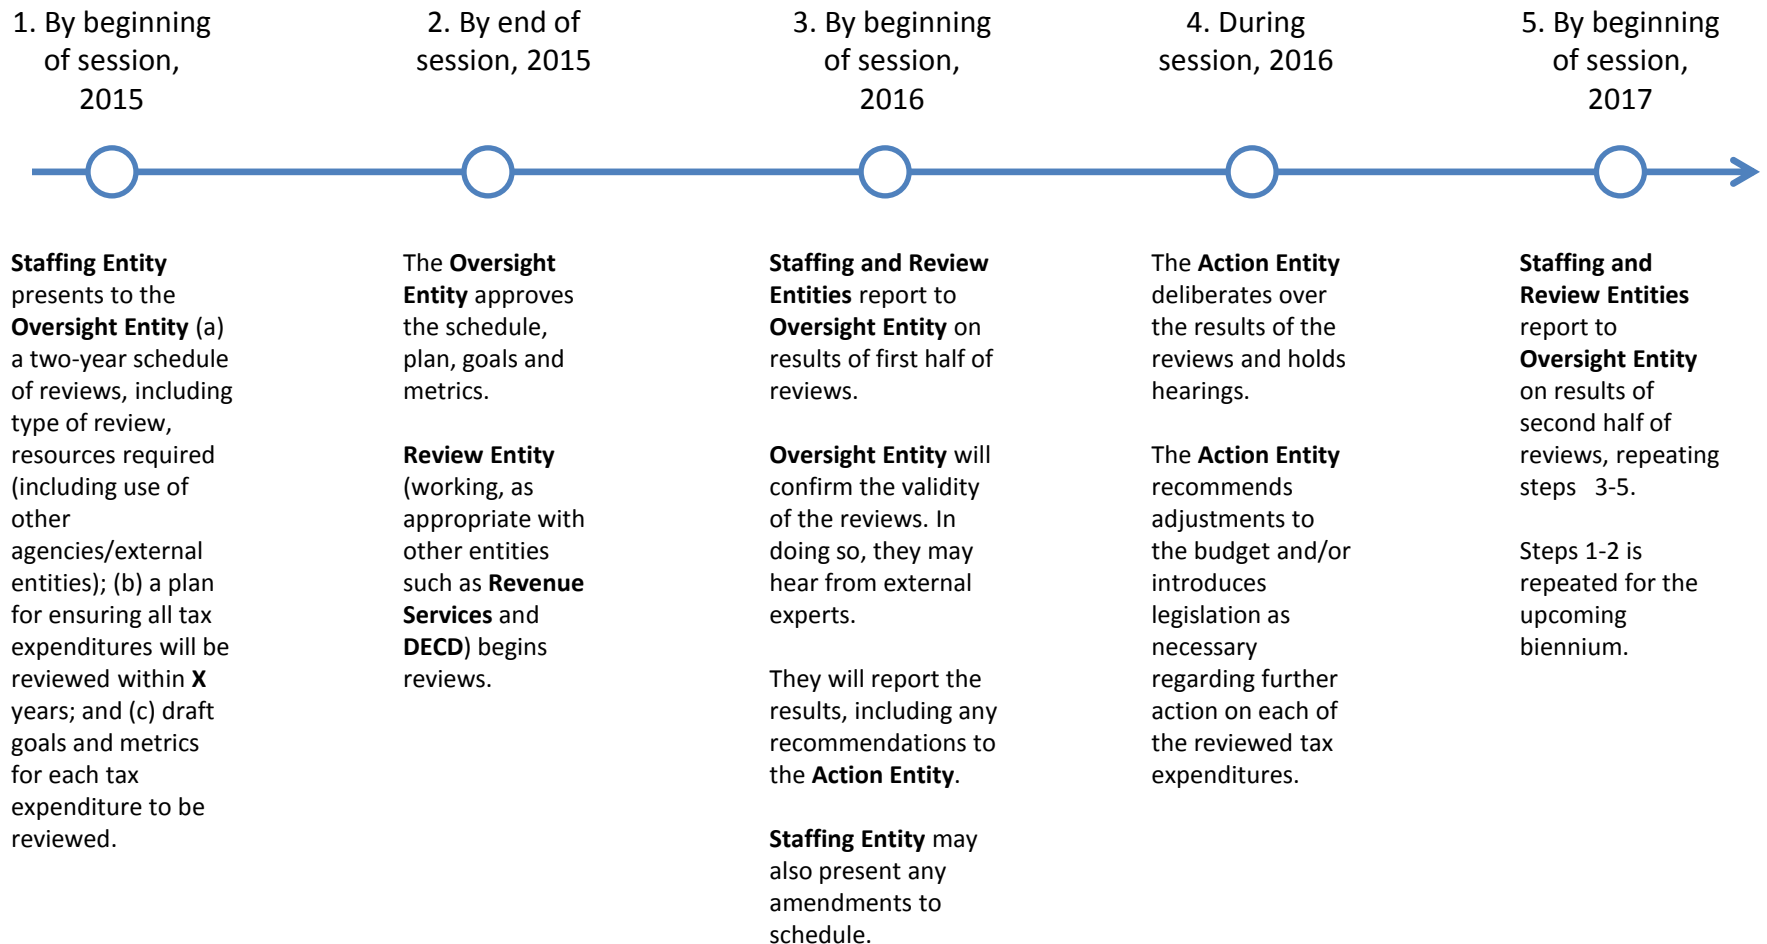 1. By beginning
of session,
2015
2. By end of
session, 2015
3. By beginning
of session,
2016
4. During
session, 2016
5. By beginning
of session,
2017
Staffing Entity
presents to the
Oversight Entity (a)
a two-year schedule
of reviews, including
type of review,
resources required
(including use of
other
agencies/external
entities); (b) a plan
for ensuring all tax
expenditures will be
reviewed within X
years; and (c) draft
goals and metrics
for each tax
expenditure to be
reviewed.
The Oversight
Entity approves
the schedule,
plan, goals and
metrics.
Review Entity
(working, as
appropriate with
other entities
such as Revenue
Services and
DECD) begins
reviews.
Staffing and Review
Entities report to
Oversight Entity on
results of first half of
reviews.
Oversight Entity will
confirm the validity
of the reviews. In
doing so, they may
hear from external
experts.
They will report the
results, including any
recommendations to
the Action Entity.
Staffing Entity may
also present any
amendments to
schedule.
The Action Entity
deliberates over
the results of the
reviews and holds
hearings.
The Action Entity
recommends
adjustments to
the budget and/or
introduces
legislation as
necessary
regarding further
action on each of
the reviewed tax
expenditures.
Staffing and
Review Entities
report to
Oversight Entity
on results of
second half of
reviews, repeating
steps 3-5.
Steps 1-2 is
repeated for the
upcoming
biennium.